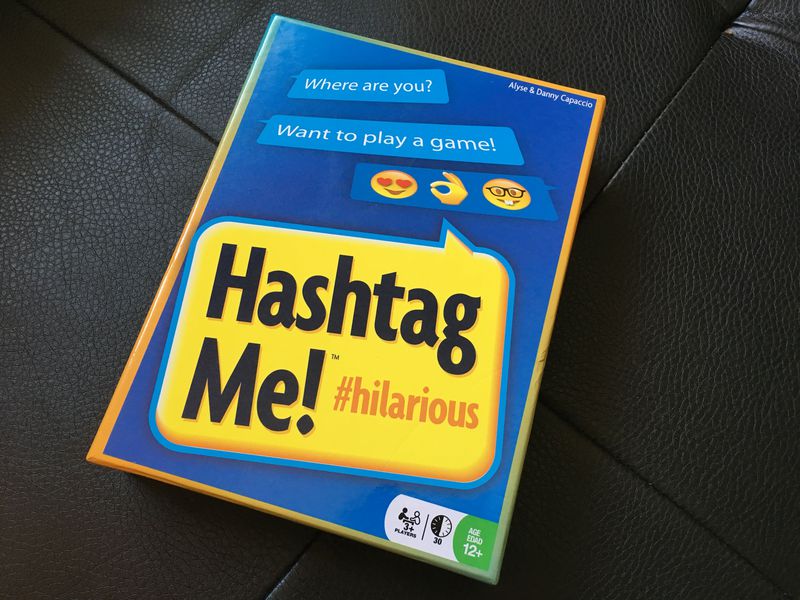 Alyse & Danny Capaccio
Where are you?
Want to play a game!
Hashtag
Me!™ #hilarious
3+
PLAYERS
30
AGE
EDAD
12+